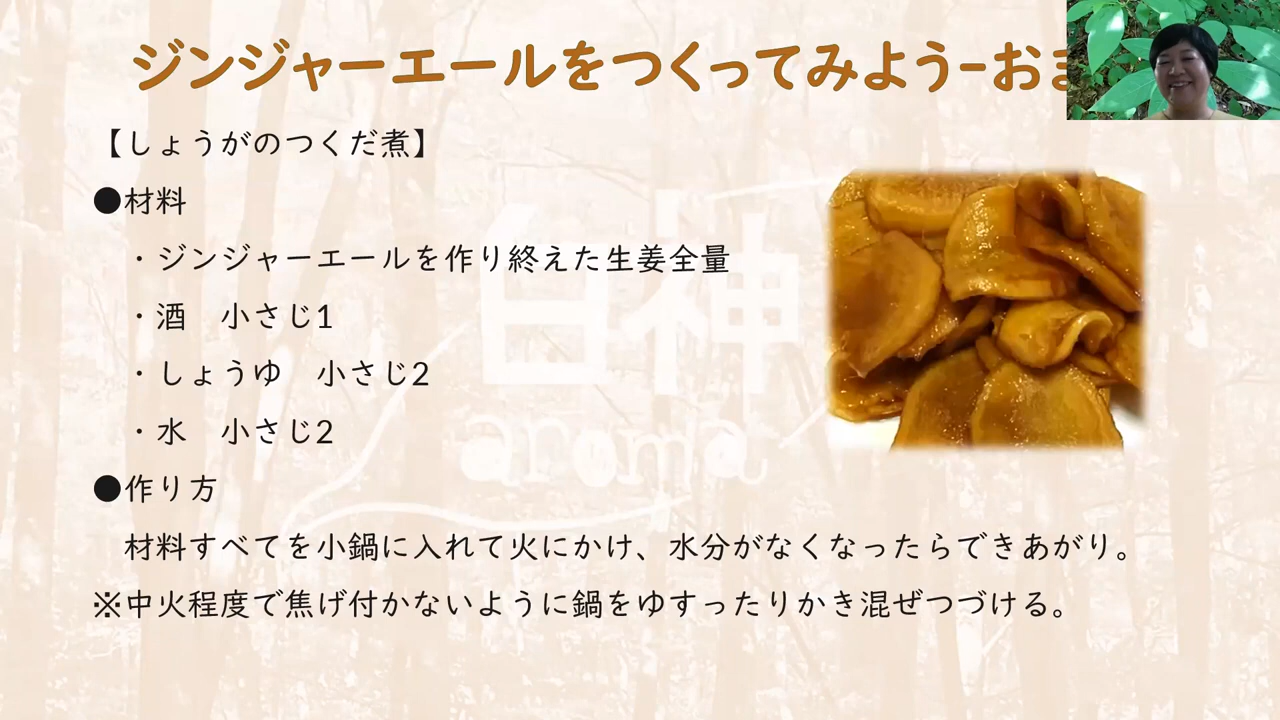 ジンジャーエールをつくってみよう-おま
【しょうがのつくだ煮】
●材料
・ジンジャーエールを作り終えた生姜全量
・酒　小さじ1
・しょうゆ　小さじ2
・水　小さじ2
●作り方
材料すべてを小鍋に入れて火にかけ、水分がなくなったらできあがり。
※中火程度で焦げ付かないように鍋をゆすったりかき混ぜつづける。
白神
aroma